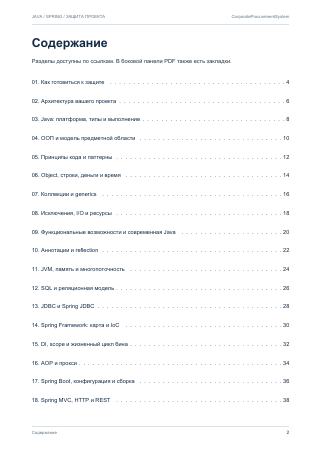 JAVA / SPRING / ЗАЩИТА ПРОЕКТА CorporateProcurementSystem
Содержание
Разделы доступны по ссылкам. В боковой панели PDF также есть закладки.
01. Как готовиться к защите 4
02. Архитектура вашего проекта 6
03. Java: платформа, типы и выполнение 8
04. ООП и модель предметной области 10
05. Принципы кода и паттерны 12
06. Object, строки, деньги и время 14
07. Коллекции и generics 16
08. Исключения, I/O и ресурсы 18
09. Функциональные возможности и современная Java 20
10. Аннотации и reflection 22
11. JVM, память и многопоточность 24
12. SQL и реляционная модель 26
13. JDBC и Spring JDBC 28
14. Spring Framework: карта и IoC 30
15. DI, scope и жизненный цикл бина 32
16. AOP и прокси 34
17. Spring Boot, конфигурация и сборка 36
18. Spring MVC, HTTP и REST 38
Содержание 2